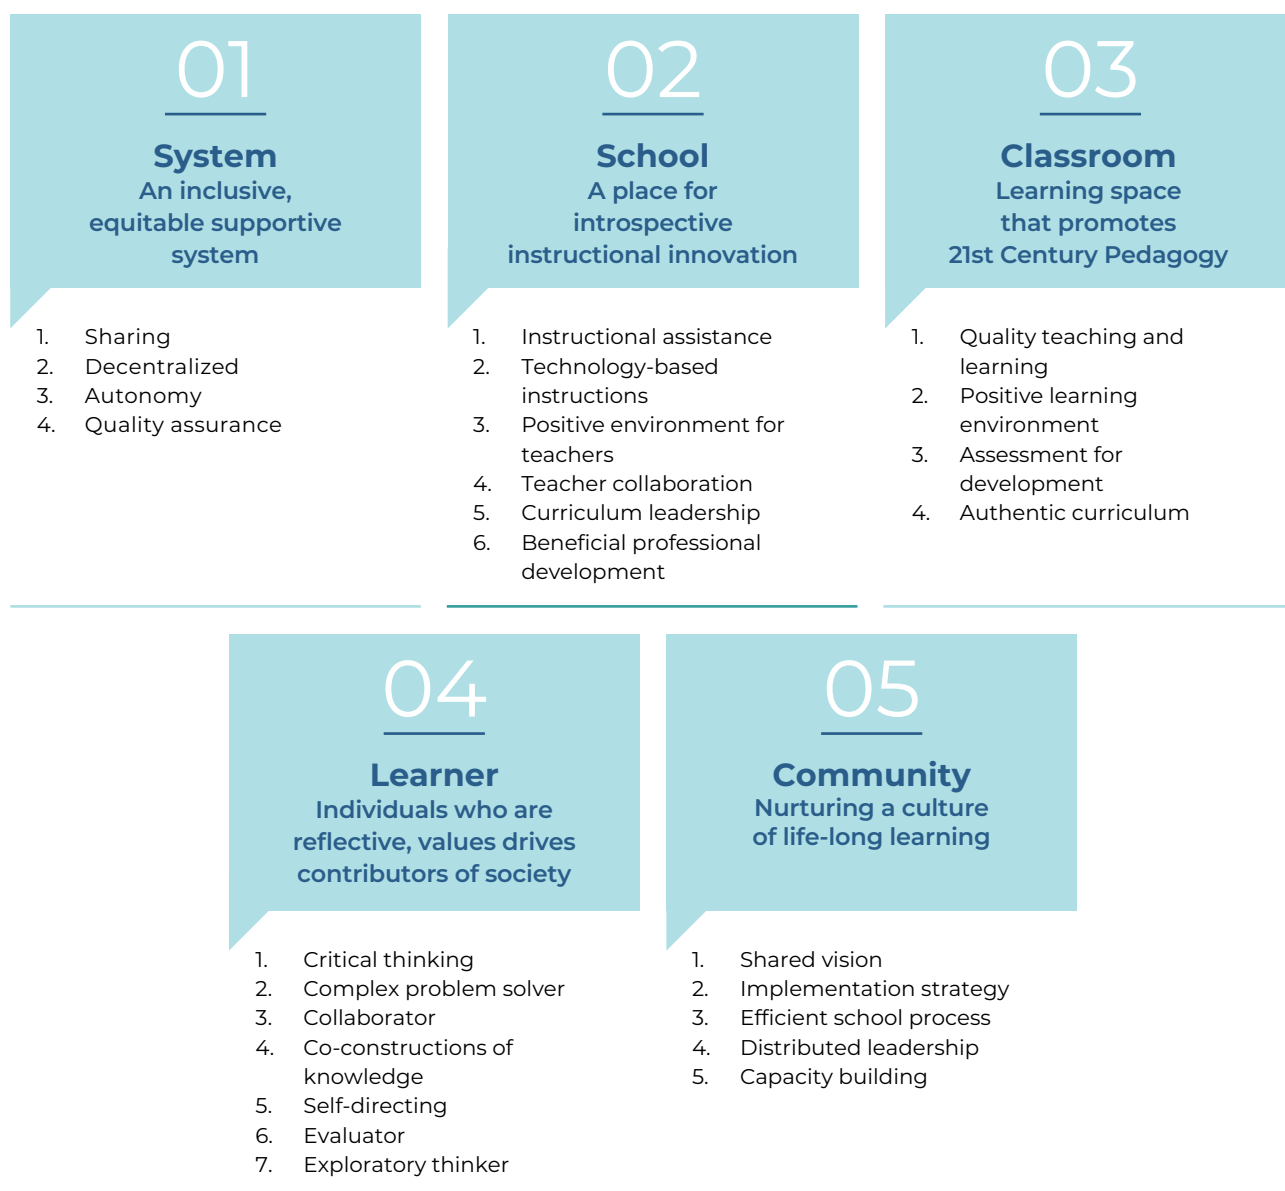 01
System
An inclusive,
equitable supportive
system
1. Sharing
2. Decentralized
3. Autonomy
4. Quality assurance
02
School
A place for
introspective
instructional innovation
1. Instructional assistance
2. Technology-based
instructions
3. Positive environment for
teachers
4. Teacher collaboration
5. Curriculum leadership
6. Beneficial professional
development
03
Classroom
Learning space
that promotes
21st Century Pedagogy
1. Quality teaching and
learning
2. Positive learning
environment
3. Assessment for
development
4. Authentic curriculum
04
Learner
Individuals who are
reflective, values drives
contributors of society
1. Critical thinking
2. Complex problem solver
3. Collaborator
4. Co-constructions of
knowledge
5. Self-directing
6. Evaluator
7. Exploratory thinker
05
Community
Nurturing a culture
of life-long learning
1. Shared vision
2. Implementation strategy
3. Efficient school process
4. Distributed leadership
5. Capacity building